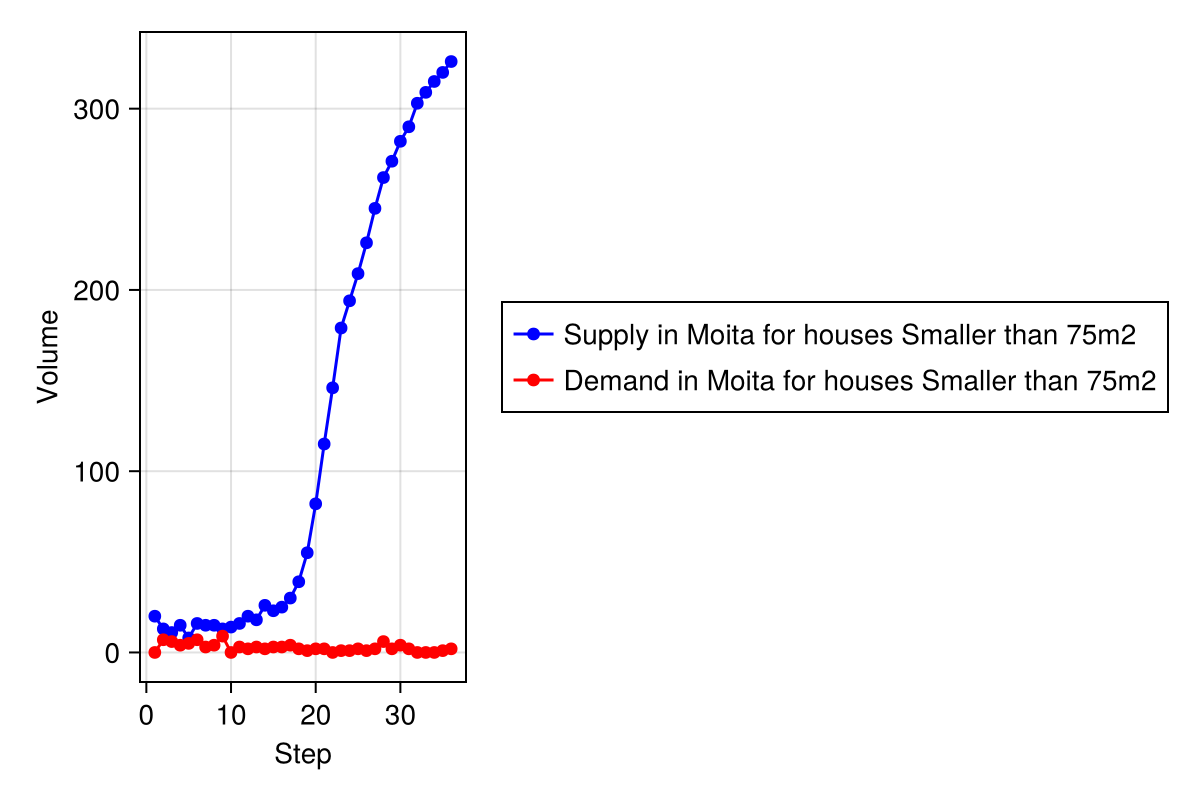 300
200
100
0
Volume
0 10 20 30
Step
Supply in Moita for houses Smaller than 75m2
Demand in Moita for houses Smaller than 75m2